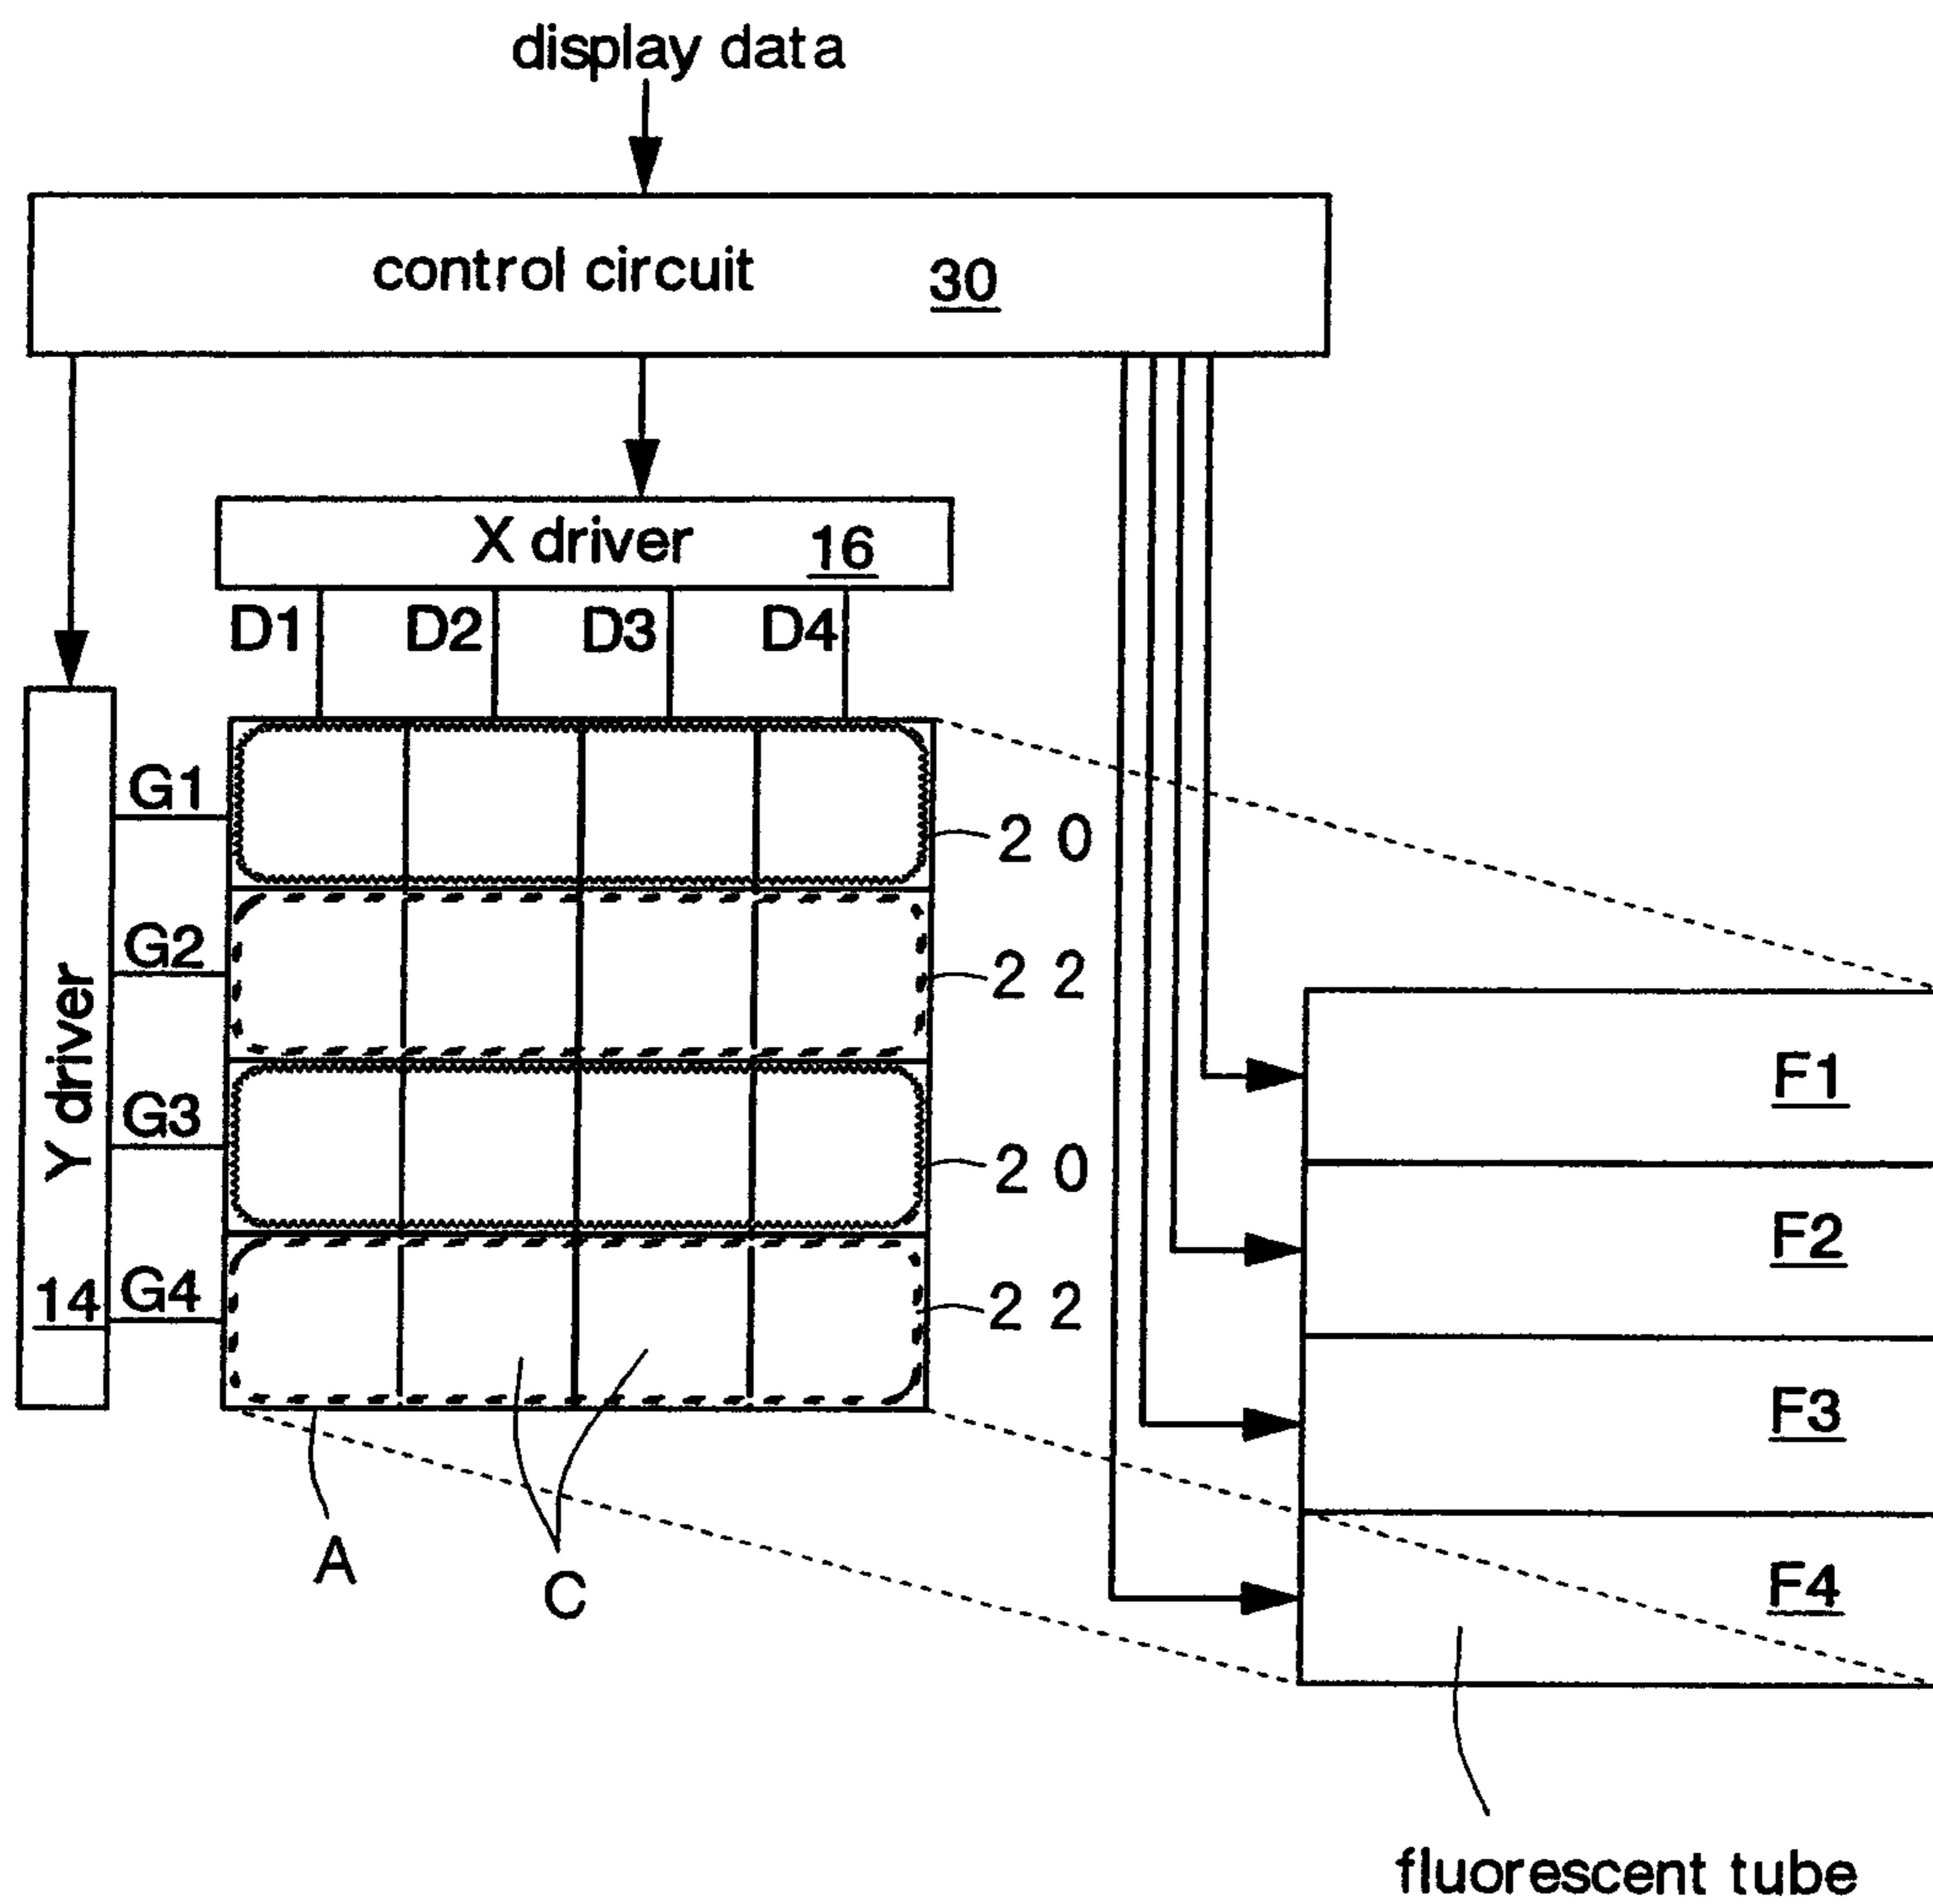 display data
control circuit 30
X driver 16
D1 D2 D3 D4
G1
20
G2
22
Y driver
F1
G3
20
F2
14 G4
22
F3
A
C
F4
fluorescent tube